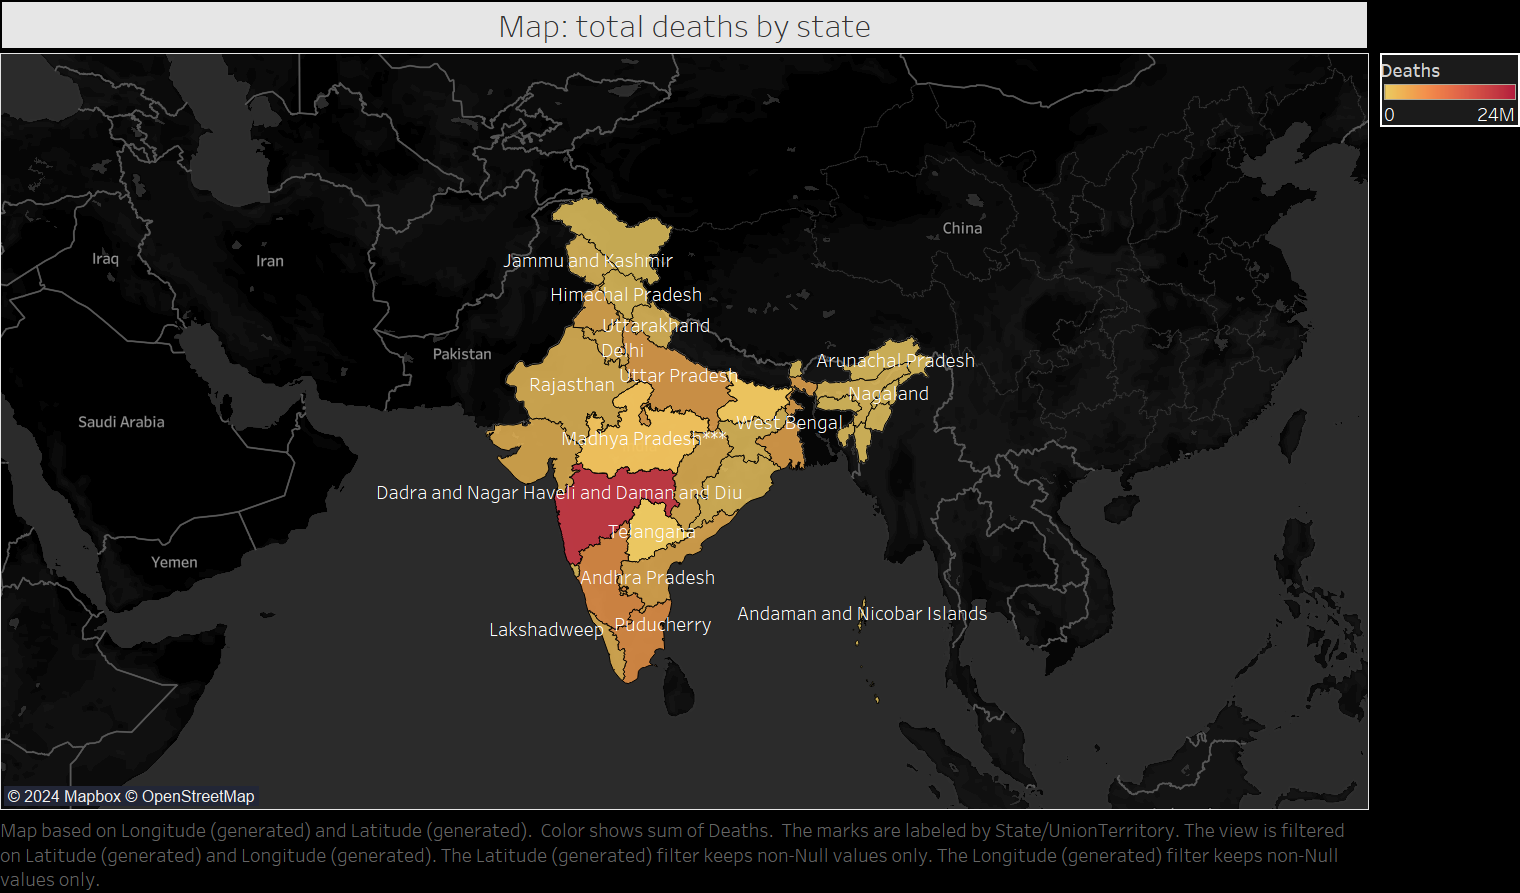 Map: total deaths by state
Deaths
0 24M
China
Iraq
Iran
Jammu and Kashmir
Himachal Pradesh
Uttarakhand
Delhi
Pakistan
Arunachal Pradesh
Uttar Pradesh
Rajasthan
Nagaland
Saudi Arabia
West Bengal
Madhya Pradesh***
Dadra and Nagar Haveli and Daman and Diu
Telangana
Yemen
Andhra Pradesh
Andaman and Nicobar Islands
Lakshadweep
Puducherry
© 2024 Mapbox © OpenStreetMap
Map based on Longitude (generated) and Latitude (generated).  Color shows sum of Deaths.  The marks are labeled by State/UnionTerritory. The view is filtered
on Latitude (generated) and Longitude (generated). The Latitude (generated) filter keeps non-Null values only. The Longitude (generated) filter keeps non-Null
values only.